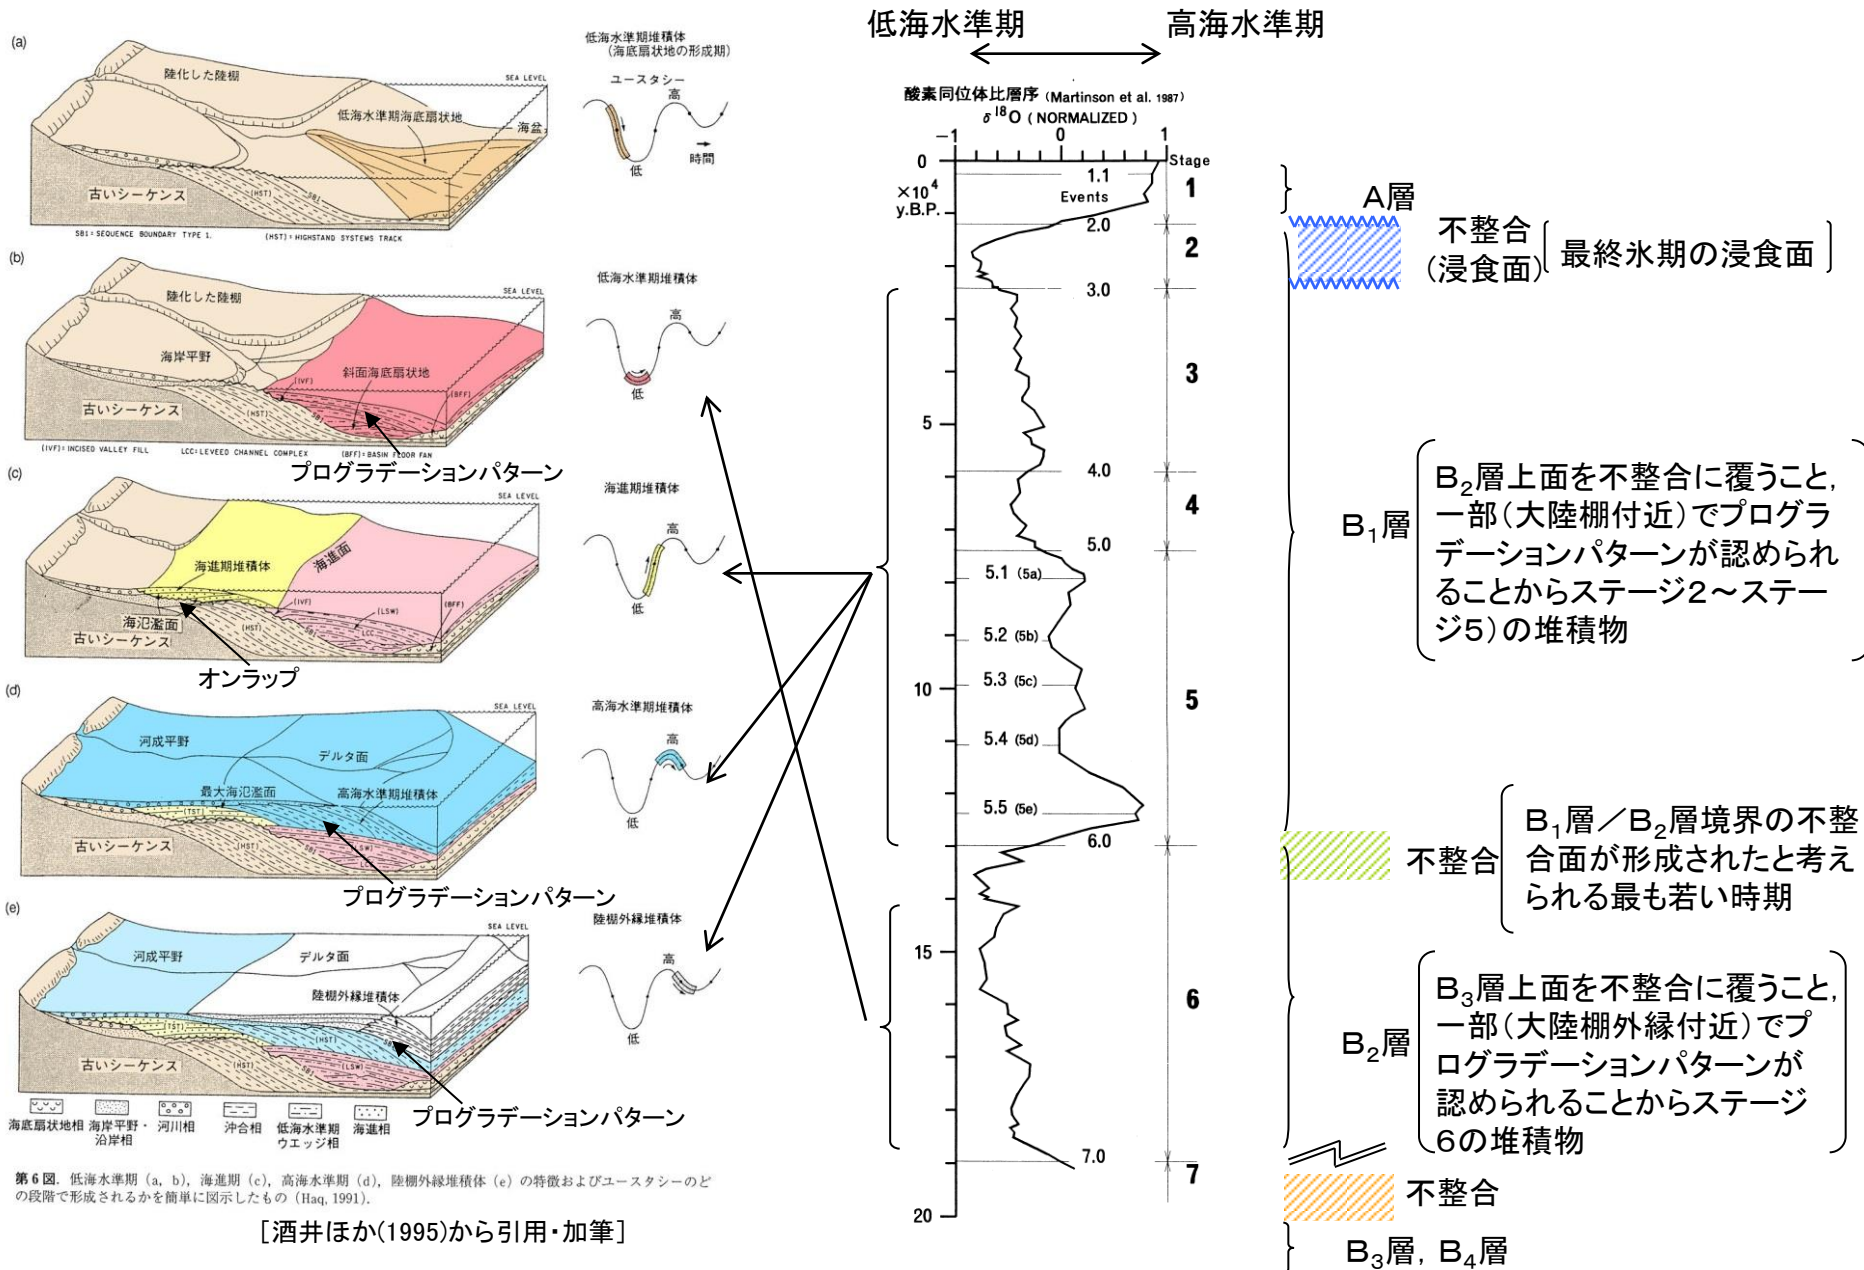 低海水準期 高海水準期
(a)
陸化した陸棚
SEA LEVEL
低海水準期海底扇状地
海盆
古いシーケンス
(HST)
SB1
SB1=SEQUENCE BOUNDARY TYPE 1. (HST)=HIGHSTAND SYSTEMS TRACK
低海水準期堆積体
(海底扇状地の形成期)
ユースタシー
高
低
時間
(b)
陸化した陸棚
SEA LEVEL
海岸平野
(IVF)
斜面海底扇状地
(BFF)
古いシーケンス
(HST)
SB1
(IVF)=INCISED VALLEY FILL LCC=LEVEED CHANNEL COMPLEX (BFF)=BASIN FLOOR FAN
プログラデーションパターン
低海水準期堆積体
高
低
(c)
SEA LEVEL
海進面
海進期堆積体
(IVF)
(LSW)
(BFF)
LCC
海氾濫面
(HST)
SB1
古いシーケンス
オンラップ
海進期堆積体
高
低
(d)
SEA LEVEL
河成平野
デルタ面
最大海氾濫面
高海水準期堆積体
(TST)
古いシーケンス
(HST)
SB1
(LSW)
LCC
プログラデーションパターン
高海水準期堆積体
高
低
(e)
SEA LEVEL
河成平野
デルタ面
陸棚外縁堆積体
(TST)
(HST)
古いシーケンス
(HST)
SB1
(LSW)
プログラデーションパターン
陸棚外縁堆積体
高
低
海底扇状地相 海岸平野・沿岸相 河川相 沖合相 低海水準期ウエッジ相 海進相
第6図. 低海水準期 (a, b), 海進期 (c), 高海水準期 (d), 陸棚外縁堆積体 (e) の特徴およびユースタシーのど
の段階で形成されるかを簡単に図示したもの (Haq, 1991).
[酒井ほか(1995)から引用・加筆]
酸素同位体比層序 (Martinson et al. 1987)
δ18O ( NORMALIZED )
−1 0 1
0
×10⁴
y.B.P.
5
10
15
20
Events
Stage
1.1
2.0
3.0
4.0
5.0
5.1 (5a)
5.2 (5b)
5.3 (5c)
5.4 (5d)
5.5 (5e)
6.0
7.0
1
2
3
4
5
6
7
A層
不整合
(浸食面)
最終氷期の浸食面
B₁層
B₂層上面を不整合に覆うこと,
一部(大陸棚付近)でプログラ
デーションパターンが認められ
ることからステージ2~ステー
ジ5)の堆積物
不整合
B₁層/B₂層境界の不整
合面が形成されたと考え
られる最も若い時期
B₂層
B₃層上面を不整合に覆うこと,
一部(大陸棚外縁付近)でプ
ログラデーションパターンが
認められることからステージ
6の堆積物
不整合
B₃層, B₄層